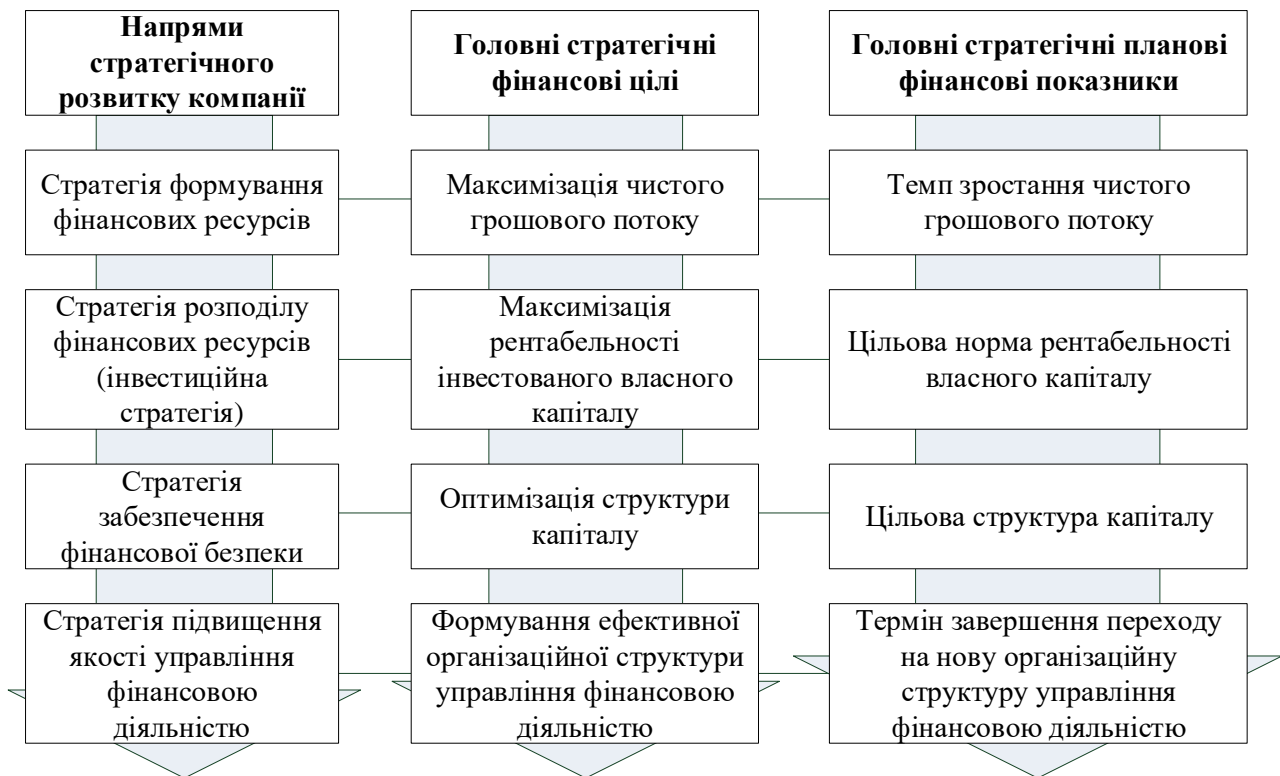 Напрями
стратегічного
розвитку компанії
Головні стратегічні
фінансові цілі
Головні стратегічні планові
фінансові показники
Стратегія формування
фінансових ресурсів
Максимізація чистого
грошового потоку
Темп зростання чистого
грошового потоку
Стратегія розподілу
фінансових ресурсів
(інвестиційна
стратегія)
Максимізація
рентабельності
інвестованого власного
капіталу
Цільова норма рентабельності
власного капіталу
Стратегія
забезпечення
фінансової безпеки
Оптимізація структури
капіталу
Цільова структура капіталу
Стратегія підвищення
якості управління
фінансовою
діяльністю
Формування ефективної
організаційної структури
управління фінансовою
діяльністю
Термін завершення переходу
на нову організаційну
структуру управління
фінансовою діяльністю